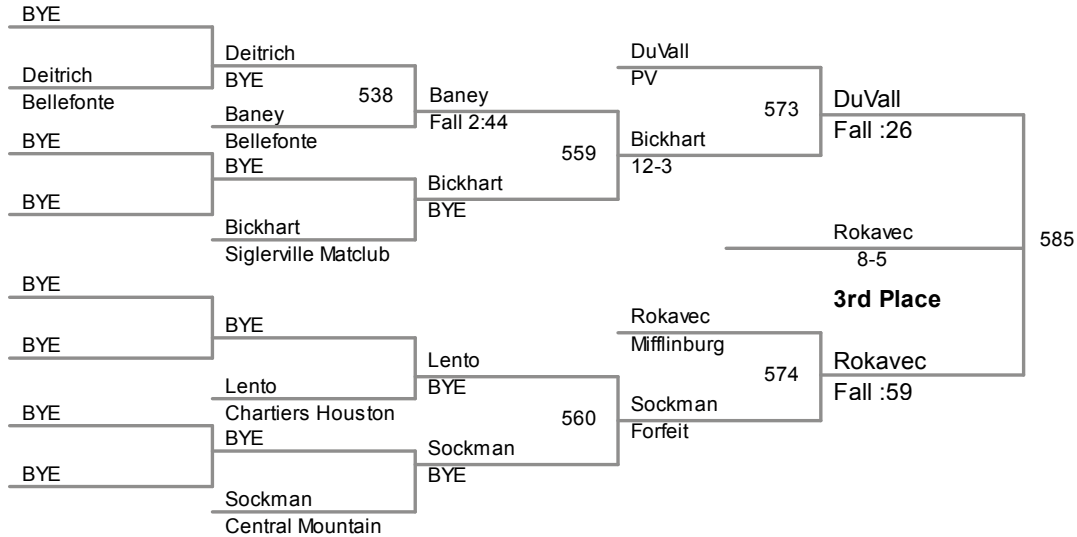 BYE
Deitrich
Bellefonte
BYE
BYE
BYE
BYE
BYE
BYE
Deitrich
BYE
538
Baney
Bellefonte
BYE
Bickhart
Siglerville Matclub
BYE
Lento
Chartiers Houston
BYE
Sockman
Central Mountain
Baney
Fall 2:44
559
Bickhart
BYE
Lento
BYE
560
Sockman
BYE
DuVall
PV
573
Bickhart
12-3
Rokavec
Mifflinburg
574
Sockman
Forfeit
DuVall
Fall :26
Rokavec
8-5
585
3rd Place
Rokavec
Fall :59